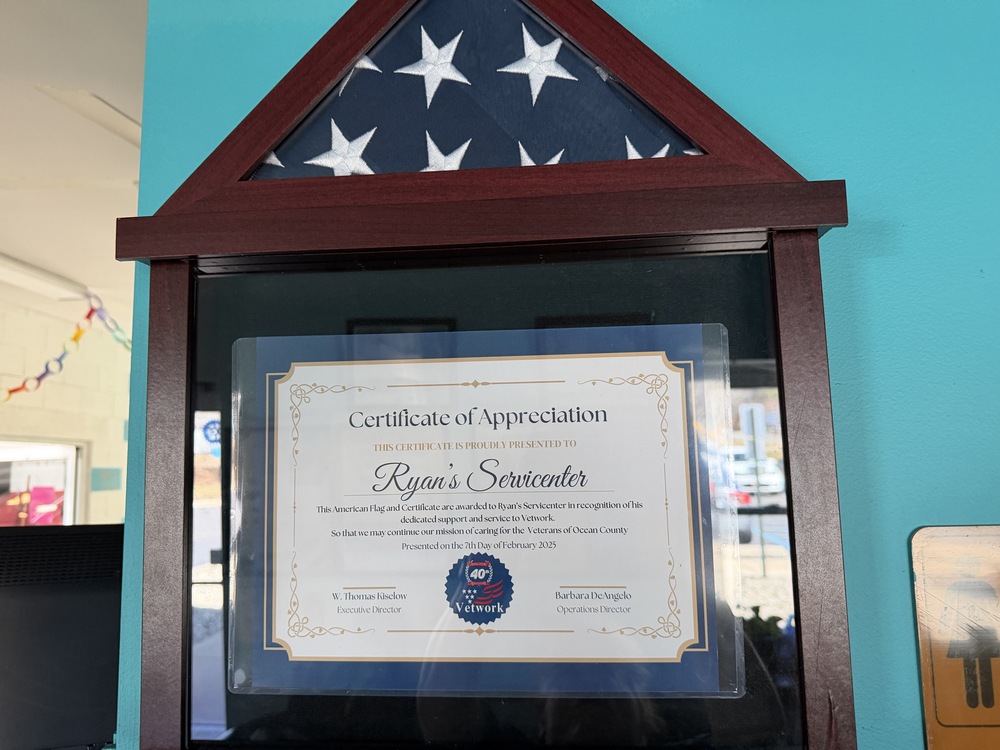 Certificate of Appreciation
THIS CERTIFICATE IS PROUDLY PRESENTED TO
Ryan's Servicenter
This American Flag and Certificate are awarded to Ryan's Servicenter in recognition of his
dedicated support and service to Vetwork.
So that we may continue our mission of caring for the Veterans of Ocean County
Presented on the 7th Day of February 2025
W. Thomas Kiselow
Executive Director
40th
Vetwork
Barbara DeAngelo
Operations Director